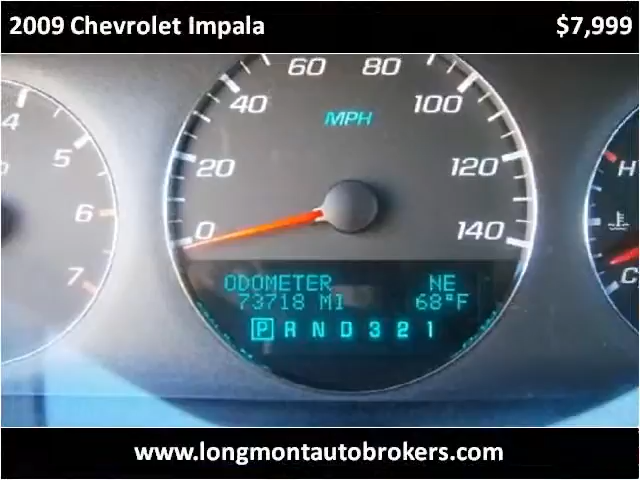 2009 Chevrolet Impala $7,999
60 80
40 100
MPH
20 120
0 140
4
5
6
7
H
C
ODOMETER NE
73718 MI 68°F
P R N D 3 2 1
www.longmontautobrokers.com